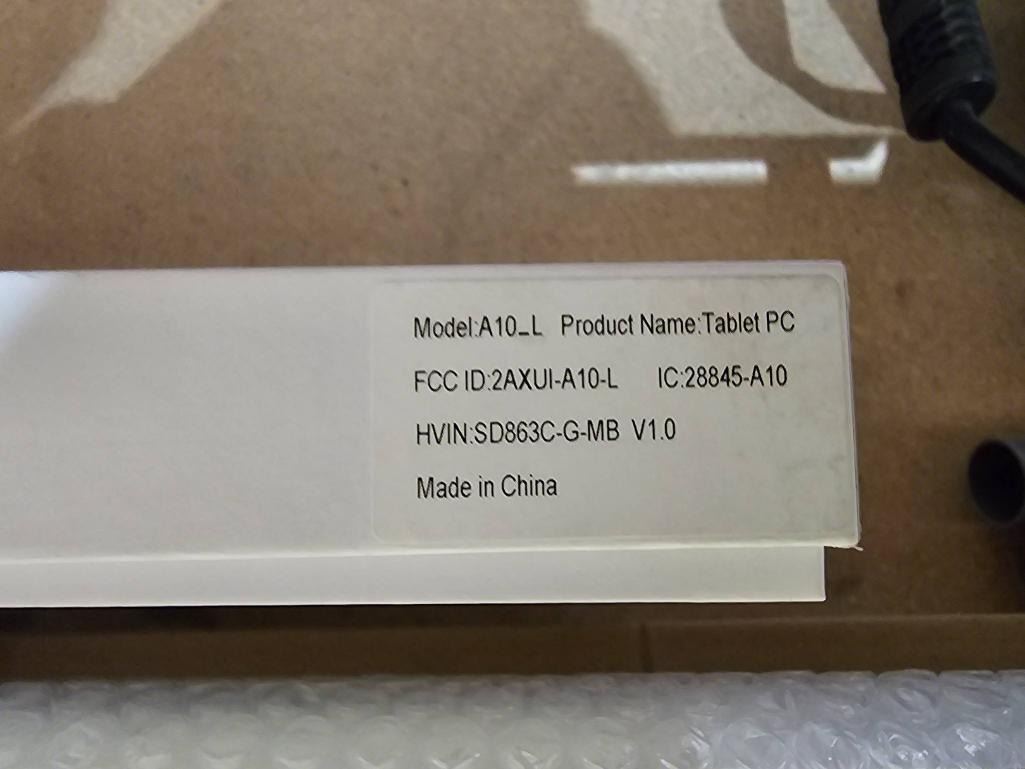 Model:A10_L Product Name:Tablet PC
FCC ID:2AXUI-A10-L IC:28845-A10
HVIN:SD863C-G-MB V1.0
Made in China